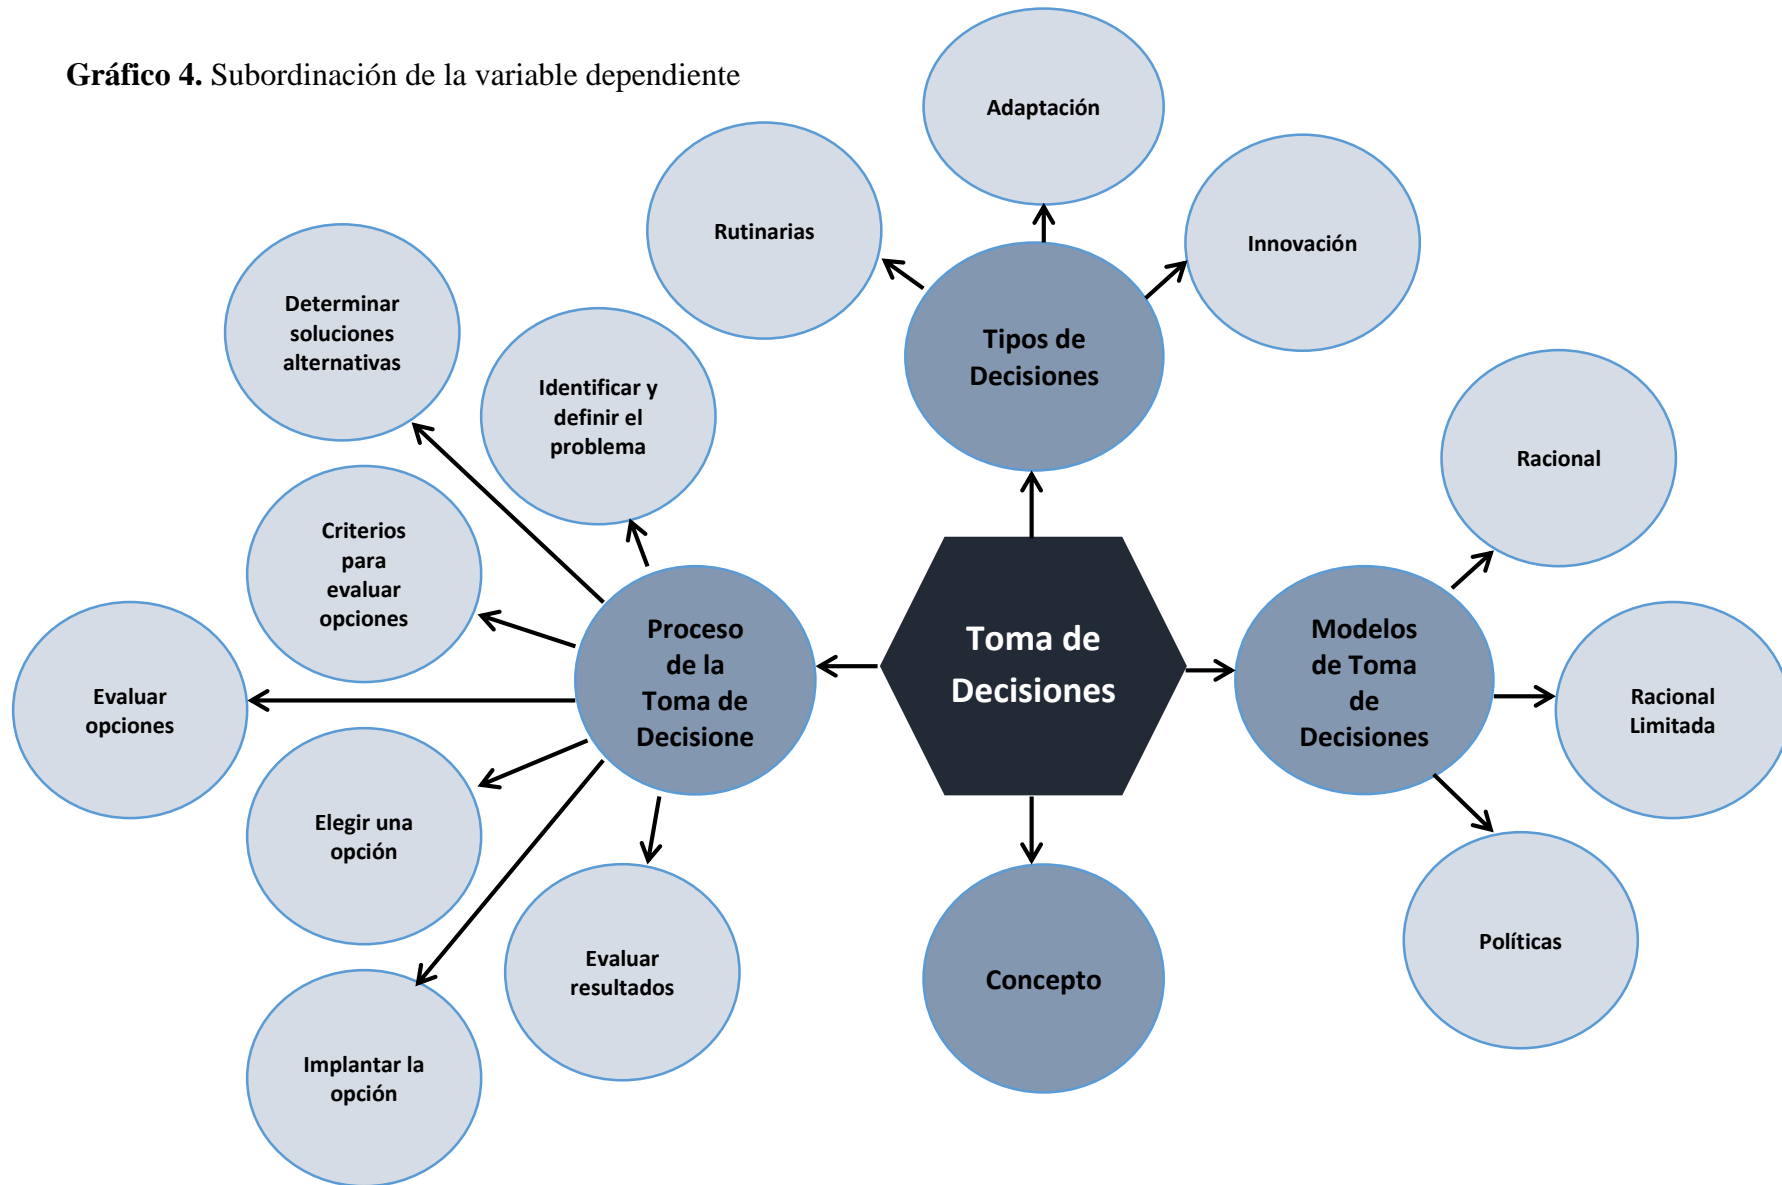 Gráfico 4. Subordinación de la variable dependiente
Adaptación
Rutinarias
Innovación
Tipos de
Decisiones
Determinar
soluciones
alternativas
Identificar y
definir el
problema
Criterios
para
evaluar
opciones
Evaluar
opciones
Elegir una
opción
Implantar la
opción
Evaluar
resultados
Proceso
de la
Toma de
Decisione
Toma de
Decisiones
Modelos
de Toma
de
Decisiones
Racional
Racional
Limitada
Políticas
Concepto